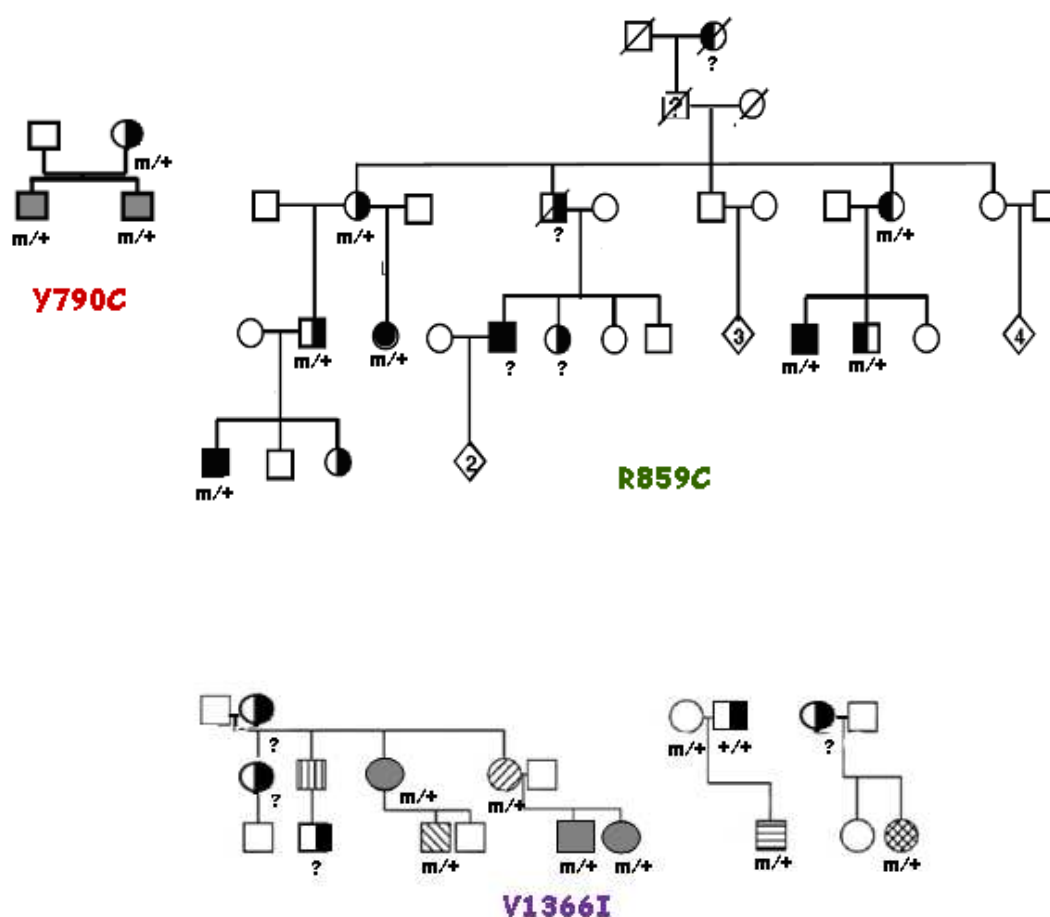 ?
?
m/+
m/+ m/+
Y790C
m/+ ? m/+
3 4
m/+ m/+ ? ? m/+ m/+
2
m/+
R859C
? m/+ +/+ ?
? m/+ m/+
? m/+ m/+ m/+ m/+ m/+
V1366I